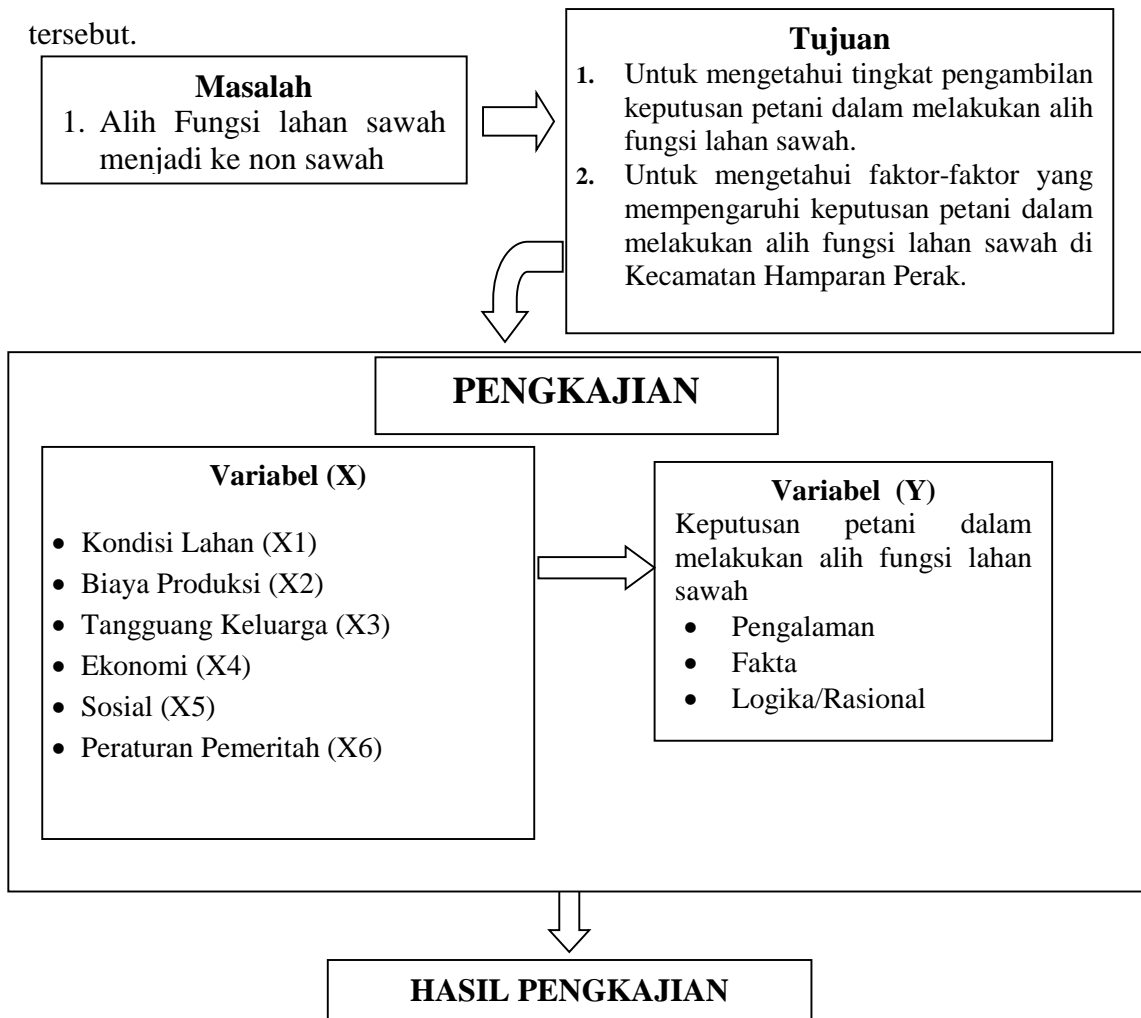 tersebut.
Masalah
1. Alih Fungsi lahan sawah
menjadi ke non sawah
Tujuan
1. Untuk mengetahui tingkat pengambilan
keputusan petani dalam melakukan alih
fungsi lahan sawah.
2. Untuk mengetahui faktor-faktor yang
mempengaruhi keputusan petani dalam
melakukan alih fungsi lahan sawah di
Kecamatan Hamparan Perak.
PENGKAJIAN
Variabel (X)
• Kondisi Lahan (X1)
• Biaya Produksi (X2)
• Tangguang Keluarga (X3)
• Ekonomi (X4)
• Sosial (X5)
• Peraturan Pemeritah (X6)
Variabel (Y)
Keputusan petani dalam
melakukan alih fungsi lahan
sawah
• Pengalaman
• Fakta
• Logika/Rasional
HASIL PENGKAJIAN